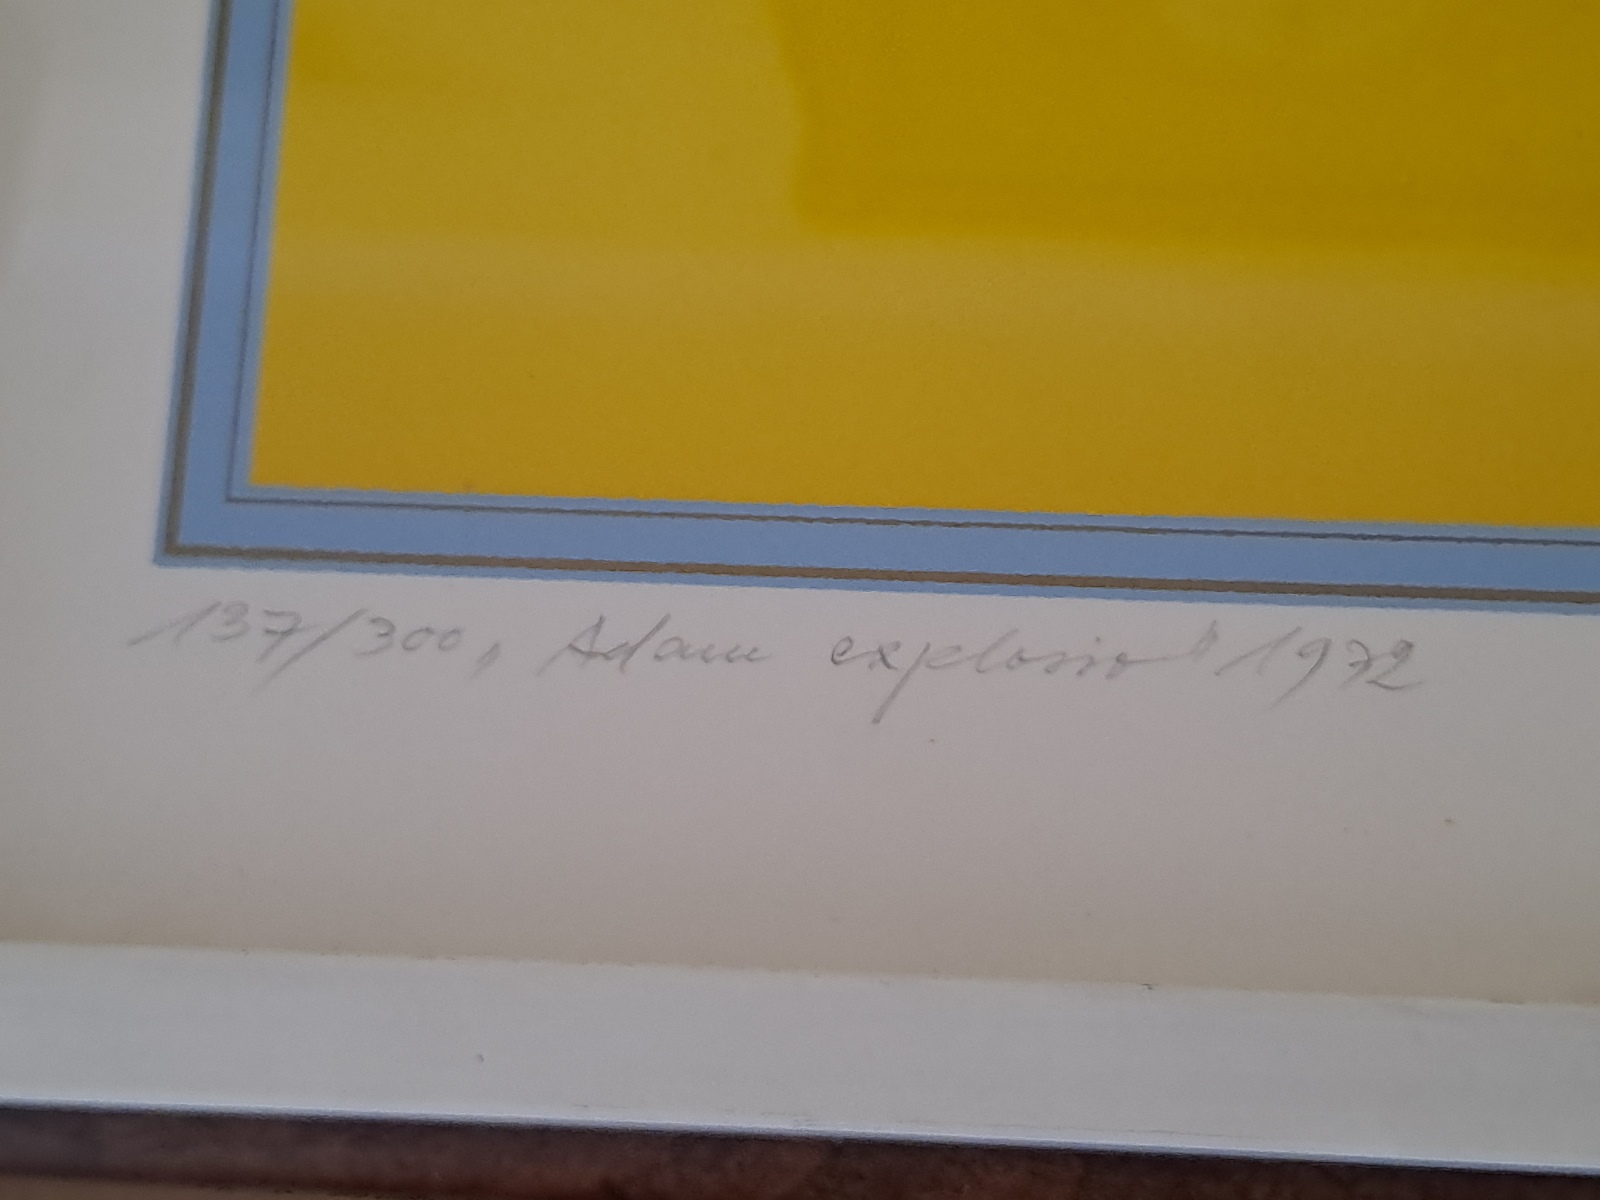 137/300, Adam explosio" 1972